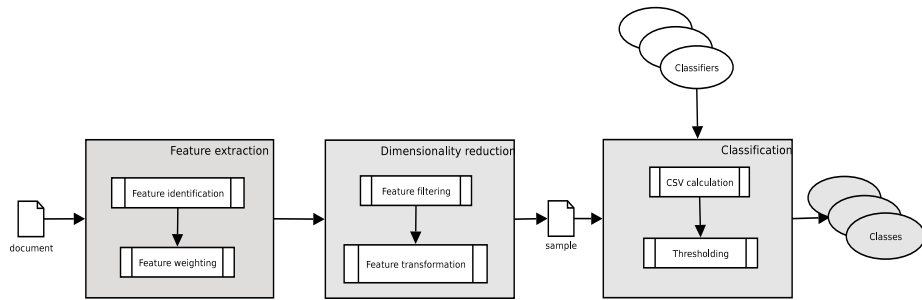 Classifiers
Feature extraction
Dimensionality reduction
Classification
Feature identification
Feature filtering
CSV calculation
document
Feature weighting
Feature transformation
sample
Thresholding
Classes